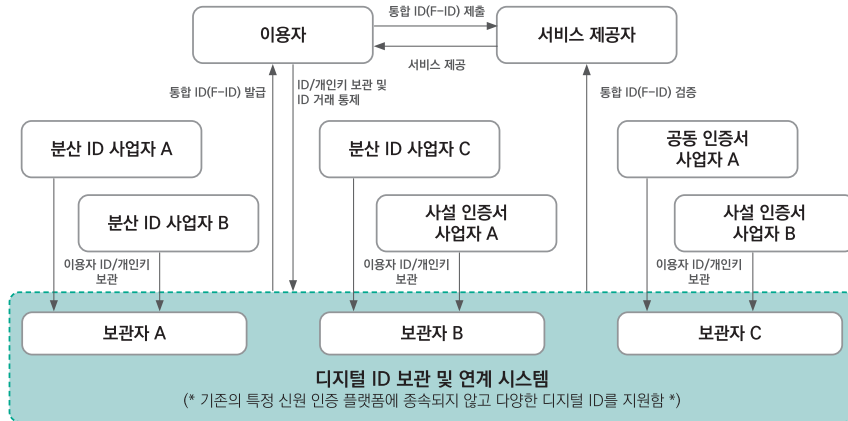 통합 ID(F-ID) 제출
이용자
서비스 제공자
서비스 제공
통합 ID(F-ID) 발급
ID/개인키 보관 및
ID 거래 통제
통합 ID(F-ID) 검증
분산 ID 사업자 A
분산 ID 사업자 C
공동 인증서
사업자 A
분산 ID 사업자 B
사설 인증서
사업자 A
사설 인증서
사업자 B
이용자 ID/개인키
보관
이용자 ID/개인키
보관
이용자 ID/개인키
보관
보관자 A
보관자 B
보관자 C
디지털 ID 보관 및 연계 시스템
(* 기존의 특정 신원 인증 플랫폼에 종속되지 않고 다양한 디지털 ID를 지원함 *)